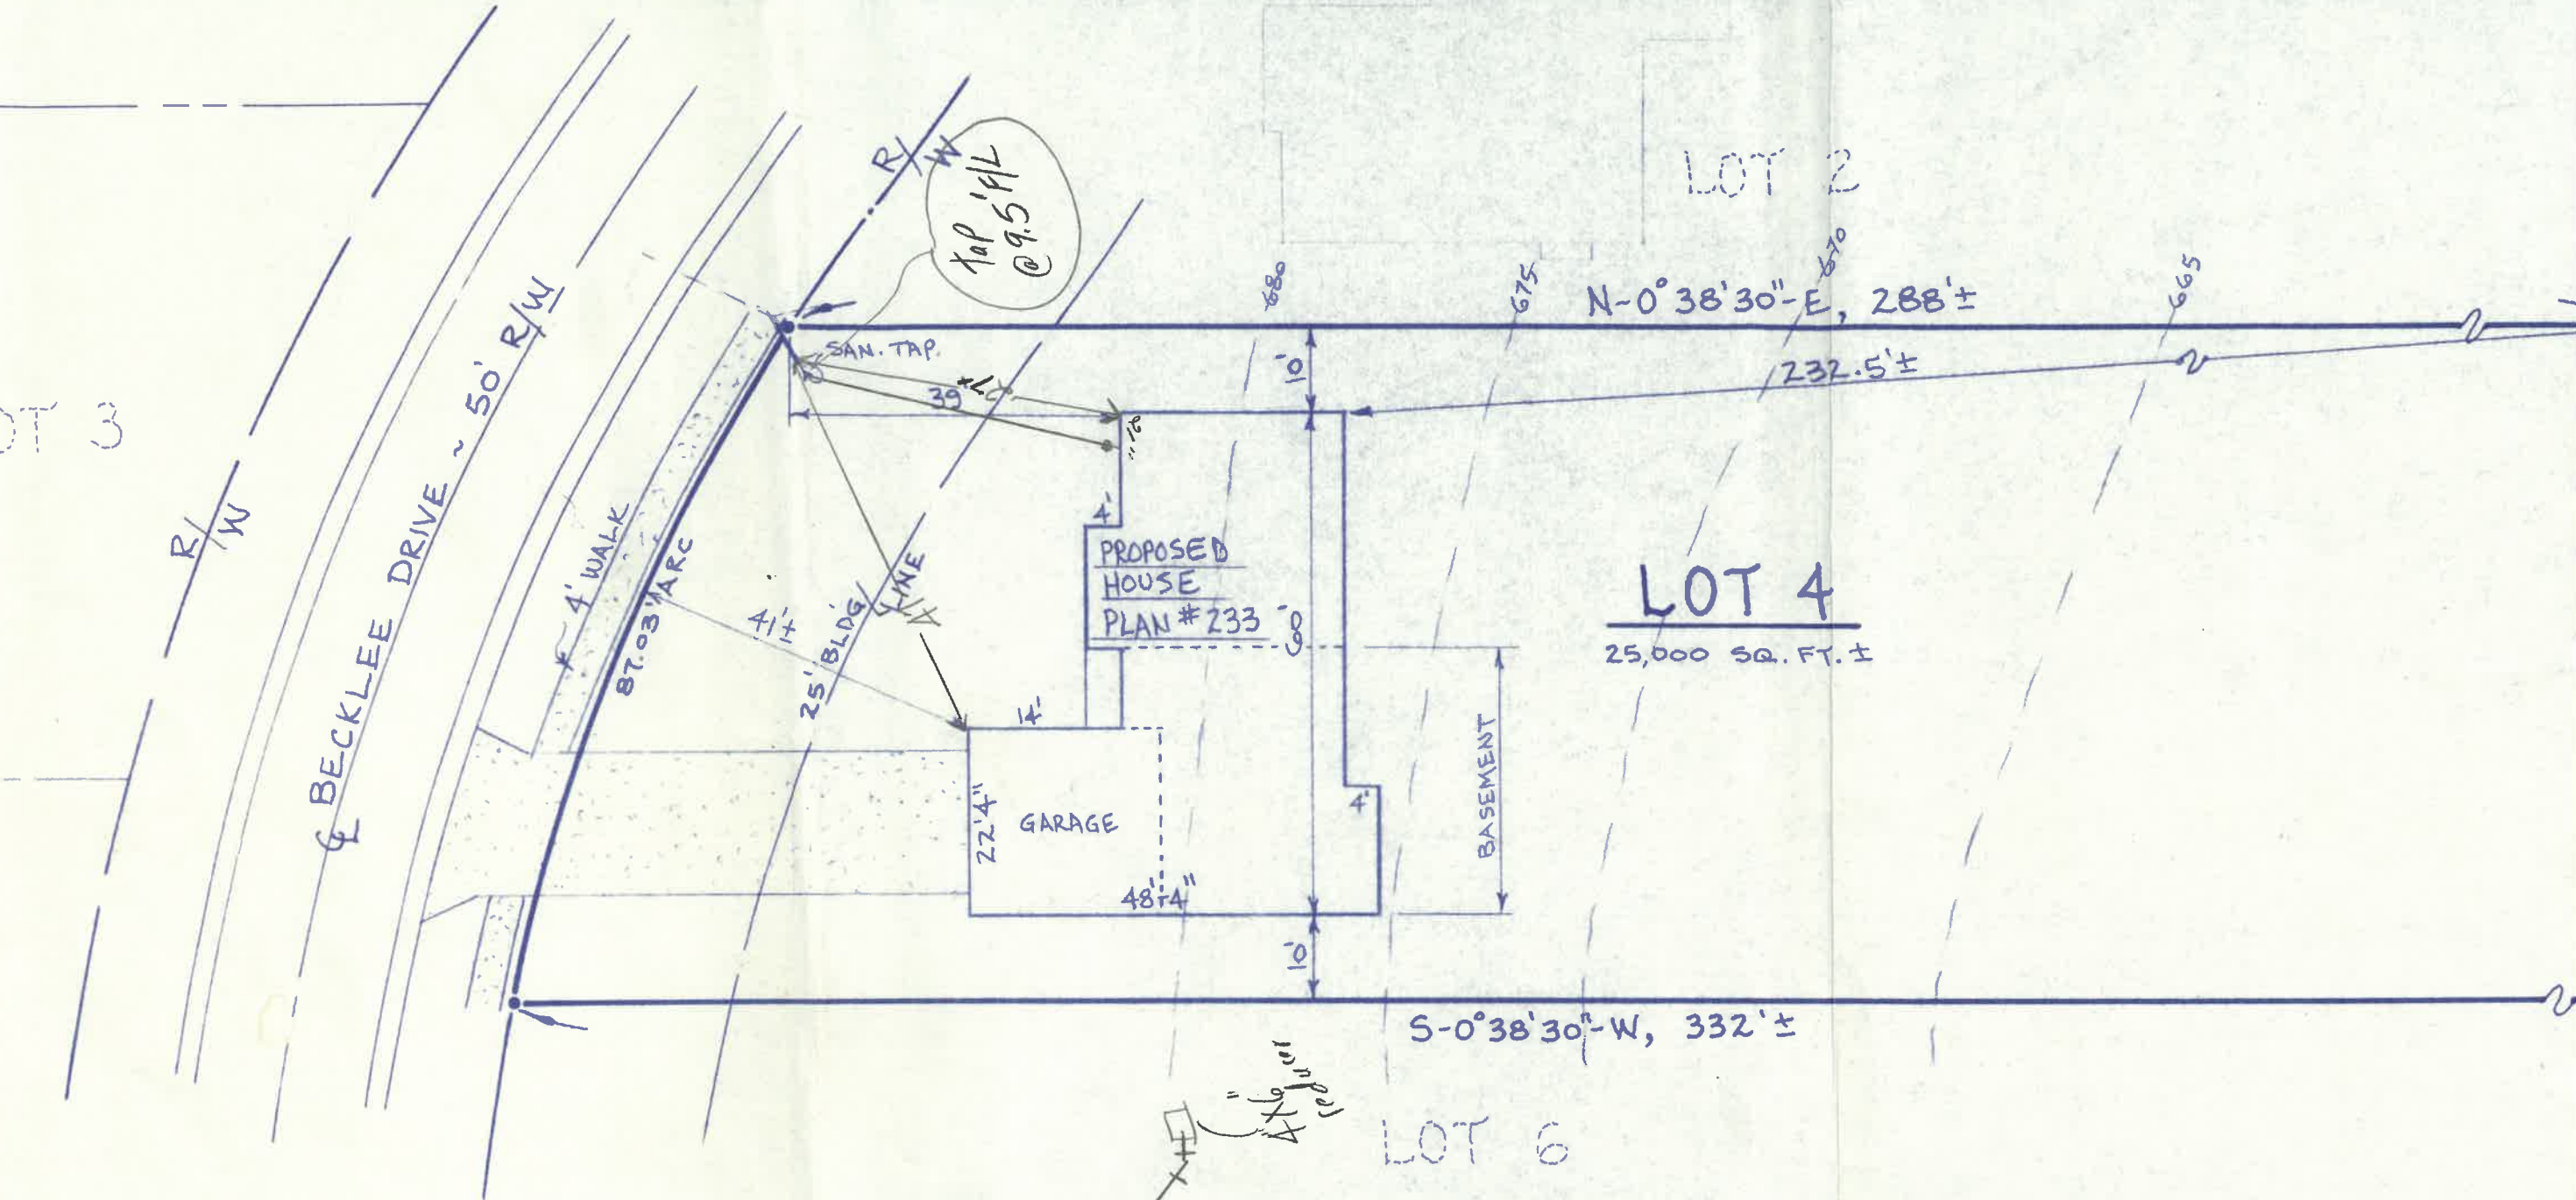 R/W
Tap
@ 9.5' F/L
LOT 2
680
675
670
665
N-0°38'30"-E, 288'±
SAN. TAP.
39'±
10'
232.5'±
LOT 3
BECKLEE DRIVE ~ 50' R/W
R/W
4' WALK
87.03' ARC
41'±
25' BLDG LINE
4'
PROPOSED
HOUSE
PLAN #233
60'
LOT 4
25,000 SQ. FT. ±
14'
22'4"
GARAGE
48'-4"
4'
BASEMENT
10'
S-0°38'30"-W, 332'±
LOT 6